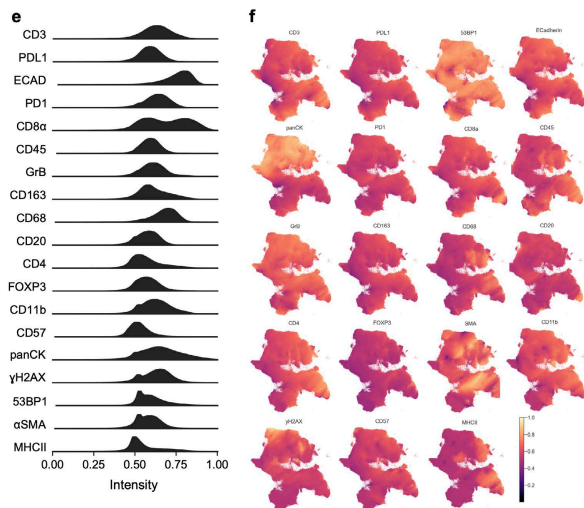 e
CD3
PDL1
ECAD
PD1
CD8α
CD45
GrB
CD163
CD68
CD20
CD4
FOXP3
CD11b
CD57
panCK
ɣH2AX
53BP1
αSMA
MHCII
0.00 0.25 0.50 0.75 1.00
Intensity
f
CD3 PDL1 53BP1 ECadherin
panCK PD1 CD8a CD45
GrB CD163 CD68 CD20
CD4 FOXP3 SMA CD11b
γH2AX CD57 MHCII
1.0
0.8
0.6
0.4
0.2